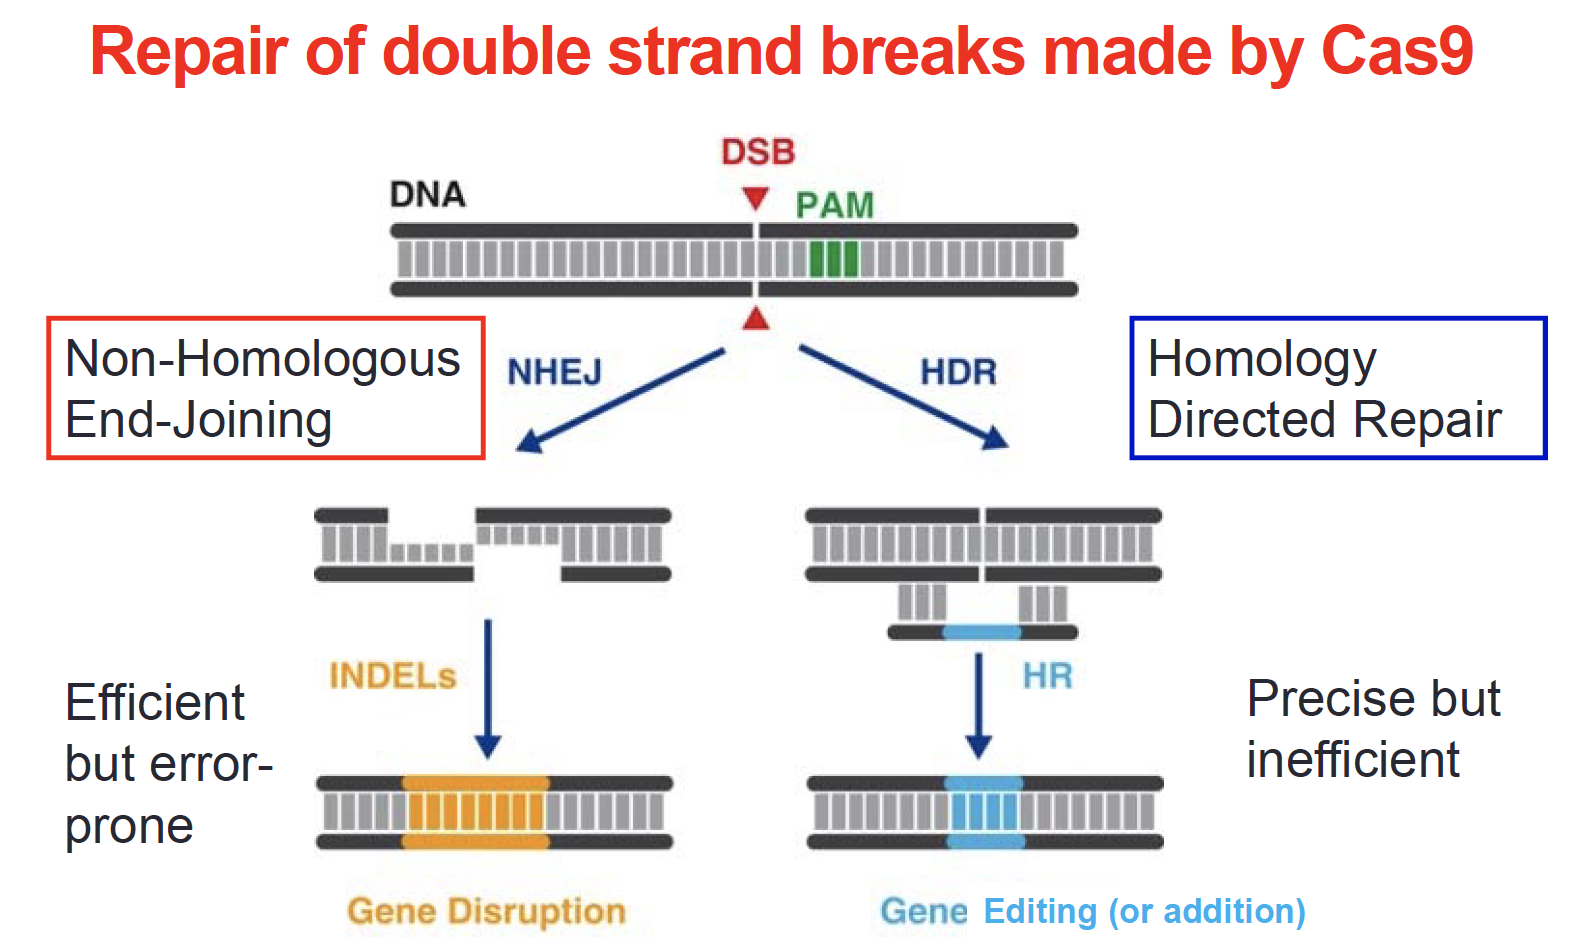 Repair of double strand breaks made by Cas9
DSB
DNA
PAM
Non-Homologous
End-Joining
NHEJ
HDR
Homology
Directed Repair
INDELs
HR
Efficient
but error-
prone
Precise but
inefficient
Gene Disruption
Gene Editing (or addition)